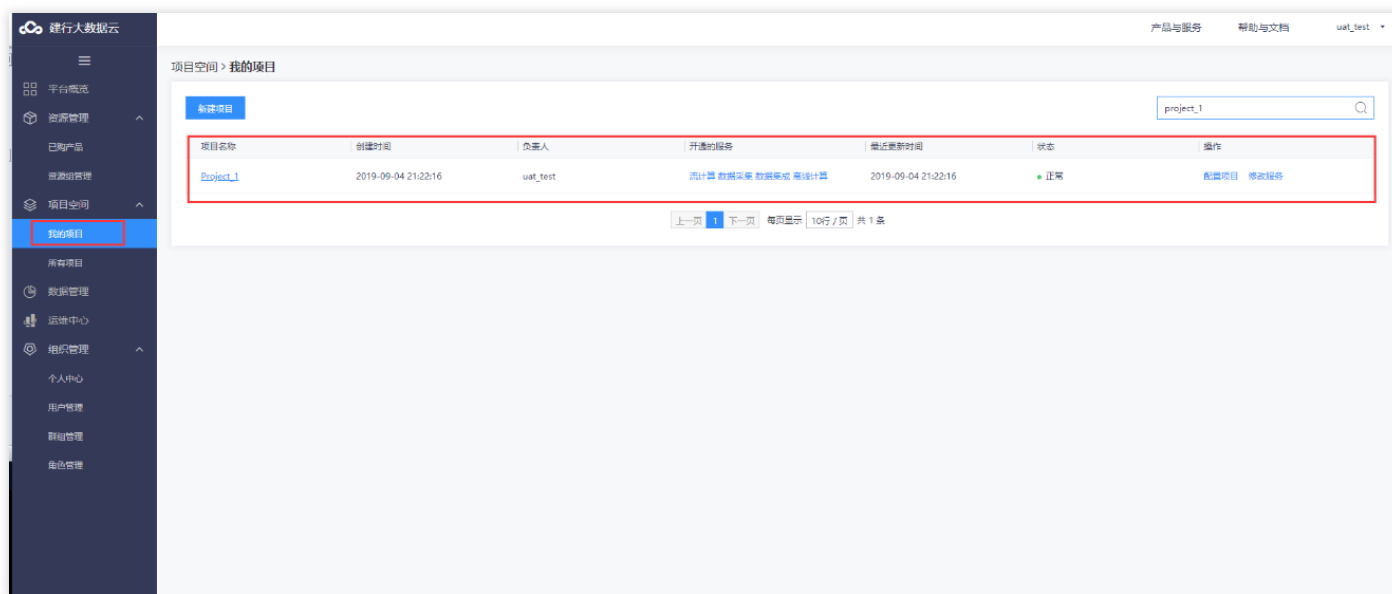 建行大数据云
产品与服务 帮助与文档 uat_test
项目空间 > 我的项目
平台概览
资源管理
已购产品
资源组管理
项目空间
我的项目
所有项目
数据管理
运维中心
组织管理
个人中心
用户管理
群组管理
角色管理
新建项目
project_1
项目名称 创建时间 负责人 开通的服务 最近更新时间 状态 操作
Project_1 2019-09-04 21:22:16 uat_test 流计算 数据采集 数据集成 离线计算 2019-09-04 21:22:16 正常 配置项目 修改服务
上一页 1 下一页 每页显示 10行 / 页 共 1 条